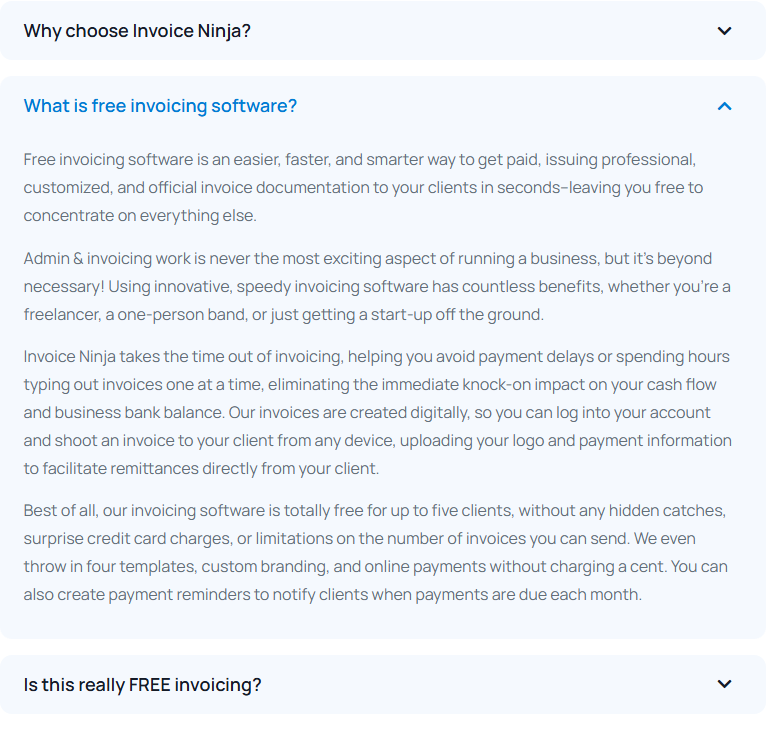 Why choose Invoice Ninja?
What is free invoicing software?
Free invoicing software is an easier, faster, and smarter way to get paid, issuing professional,
customized, and official invoice documentation to your clients in seconds–leaving you free to
concentrate on everything else.
Admin & invoicing work is never the most exciting aspect of running a business, but it's beyond
necessary! Using innovative, speedy invoicing software has countless benefits, whether you're a
freelancer, a one-person band, or just getting a start-up off the ground.
Invoice Ninja takes the time out of invoicing, helping you avoid payment delays or spending hours
typing out invoices one at a time, eliminating the immediate knock-on impact on your cash flow
and business bank balance. Our invoices are created digitally, so you can log into your account
and shoot an invoice to your client from any device, uploading your logo and payment information
to facilitate remittances directly from your client.
Best of all, our invoicing software is totally free for up to five clients, without any hidden catches,
surprise credit card charges, or limitations on the number of invoices you can send. We even
throw in four templates, custom branding, and online payments without charging a cent. You can
also create payment reminders to notify clients when payments are due each month.
Is this really FREE invoicing?